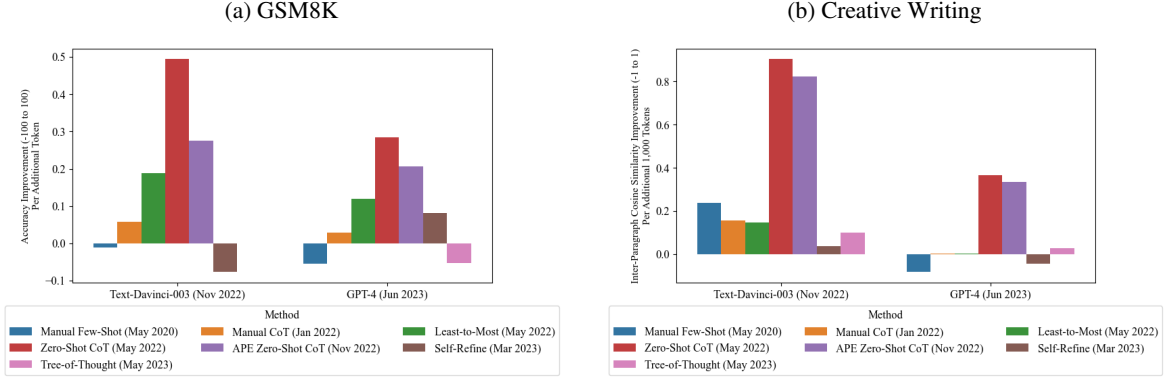 (a) GSM8K
Accuracy Improvement (-100 to 100)
Per Additional Token
0.5
0.4
0.3
0.2
0.1
0.0
−0.1
Text-Davinci-003 (Nov 2022)
GPT-4 (Jun 2023)
Method
Manual Few-Shot (May 2020)
Manual CoT (Jan 2022)
Least-to-Most (May 2022)
Zero-Shot CoT (May 2022)
APE Zero-Shot CoT (Nov 2022)
Self-Refine (Mar 2023)
Tree-of-Thought (May 2023)
(b) Creative Writing
Inter-Paragraph Cosine Similarity Improvement (-1 to 1)
Per Additional 1,000 Tokens
0.8
0.6
0.4
0.2
0.0
Text-Davinci-003 (Nov 2022)
GPT-4 (Jun 2023)
Method
Manual Few-Shot (May 2020)
Manual CoT (Jan 2022)
Least-to-Most (May 2022)
Zero-Shot CoT (May 2022)
APE Zero-Shot CoT (Nov 2022)
Self-Refine (Mar 2023)
Tree-of-Thought (May 2023)